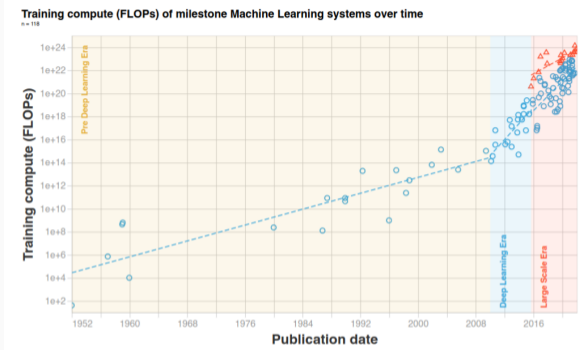 Training compute (FLOPs) of milestone Machine Learning systems over time
n = 118
Training compute (FLOPs)
1e+24
1e+22
1e+20
1e+18
1e+16
1e+14
1e+12
1e+10
1e+8
1e+6
1e+4
1e+2
Pre Deep Learning Era
Deep Learning Era
Large Scale Era
1952 1960 1968 1976 1984 1992 2000 2008 2016
Publication date